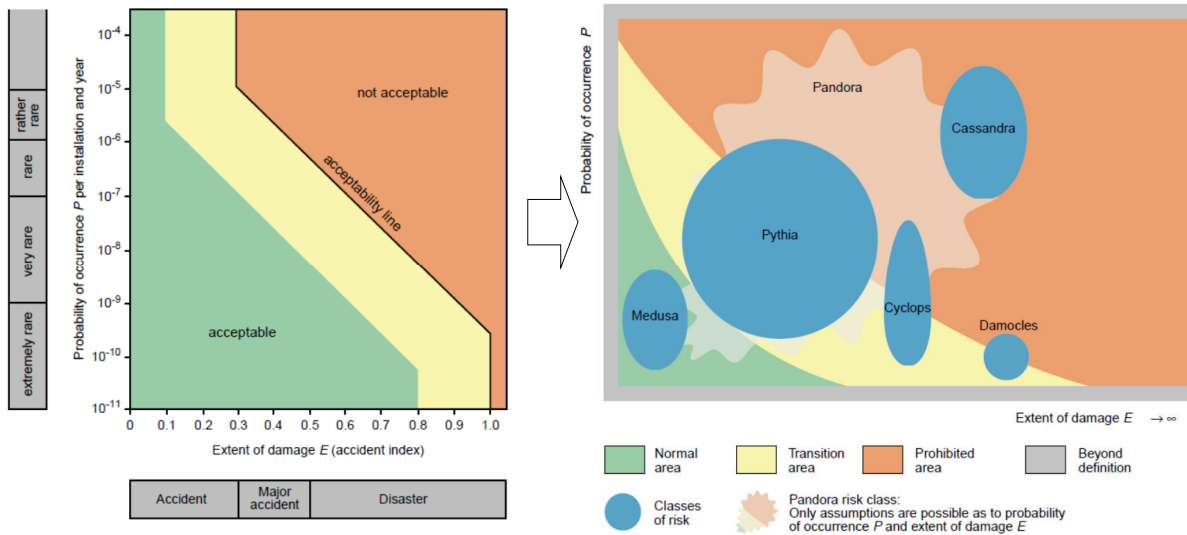 rather
rare
rare
very rare
extremely rare
Probability of occurrence P per installation and year
10-4
10-5
10-6
10-7
10-8
10-9
10-10
10-11
not acceptable
acceptability line
acceptable
0
0.1
0.2
0.3
0.4
0.5
0.6
0.7
0.8
0.9
1.0
Extent of damage E (accident index)
Accident
Major
accident
Disaster
Probability of occurrence P
Pandora
Cassandra
Pythia
Medusa
Cyclops
Damocles
Extent of damage E → ∞
Normal
area
Transition
area
Prohibited
area
Beyond
definition
Classes
of risk
Pandora risk class:
Only assumptions are possible as to probability
of occurrence P and extent of damage E